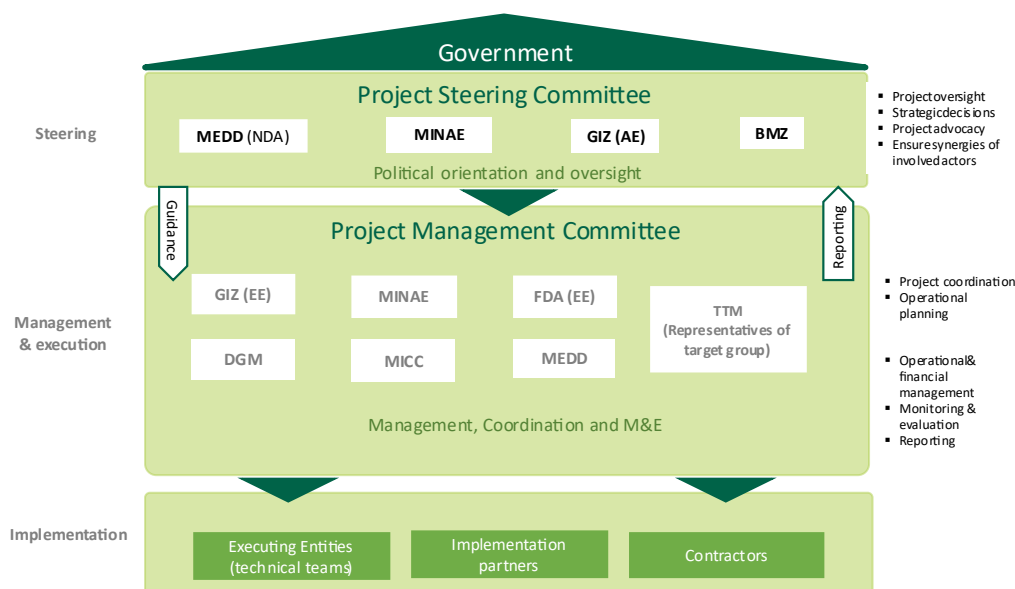 Government
Project Steering Committee
Steering
MEDD (NDA)
MINAE
GIZ (AE)
BMZ
Political orientation and oversight
▪ Projectoversight
▪ Strategicdecisions
▪ Projectadvocacy
▪ Ensuresynergies of
involvedactors
Guidance
Reporting
Project Management Committee
Management
& execution
GIZ (EE)
MINAE
FDA (EE)
TTM
(Representatives of
target group)
DGM
MICC
MEDD
Management, Coordination and M&E
▪ Project coordination
▪ Operational
planning
▪ Operational&
financial
management
▪ Monitoring &
evaluation
▪ Reporting
Implementation
Executing Entities
(technical teams)
Implementation
partners
Contractors